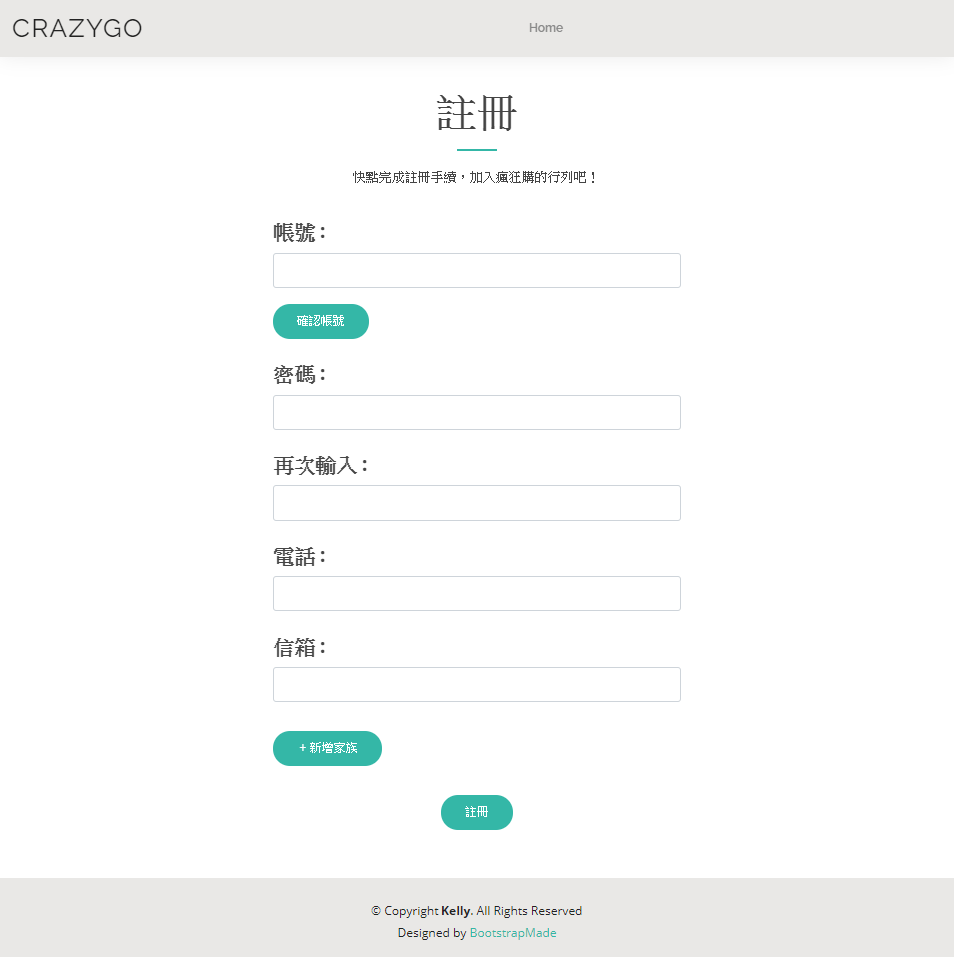 CRAZYGO
Home
註冊
快點完成註冊手續，加入瘋狂購的行列吧！
帳號：
確認帳號
密碼：
再次輸入：
電話：
信箱：
+ 新增家族
註冊
© Copyright Kelly. All Rights Reserved
Designed by BootstrapMade